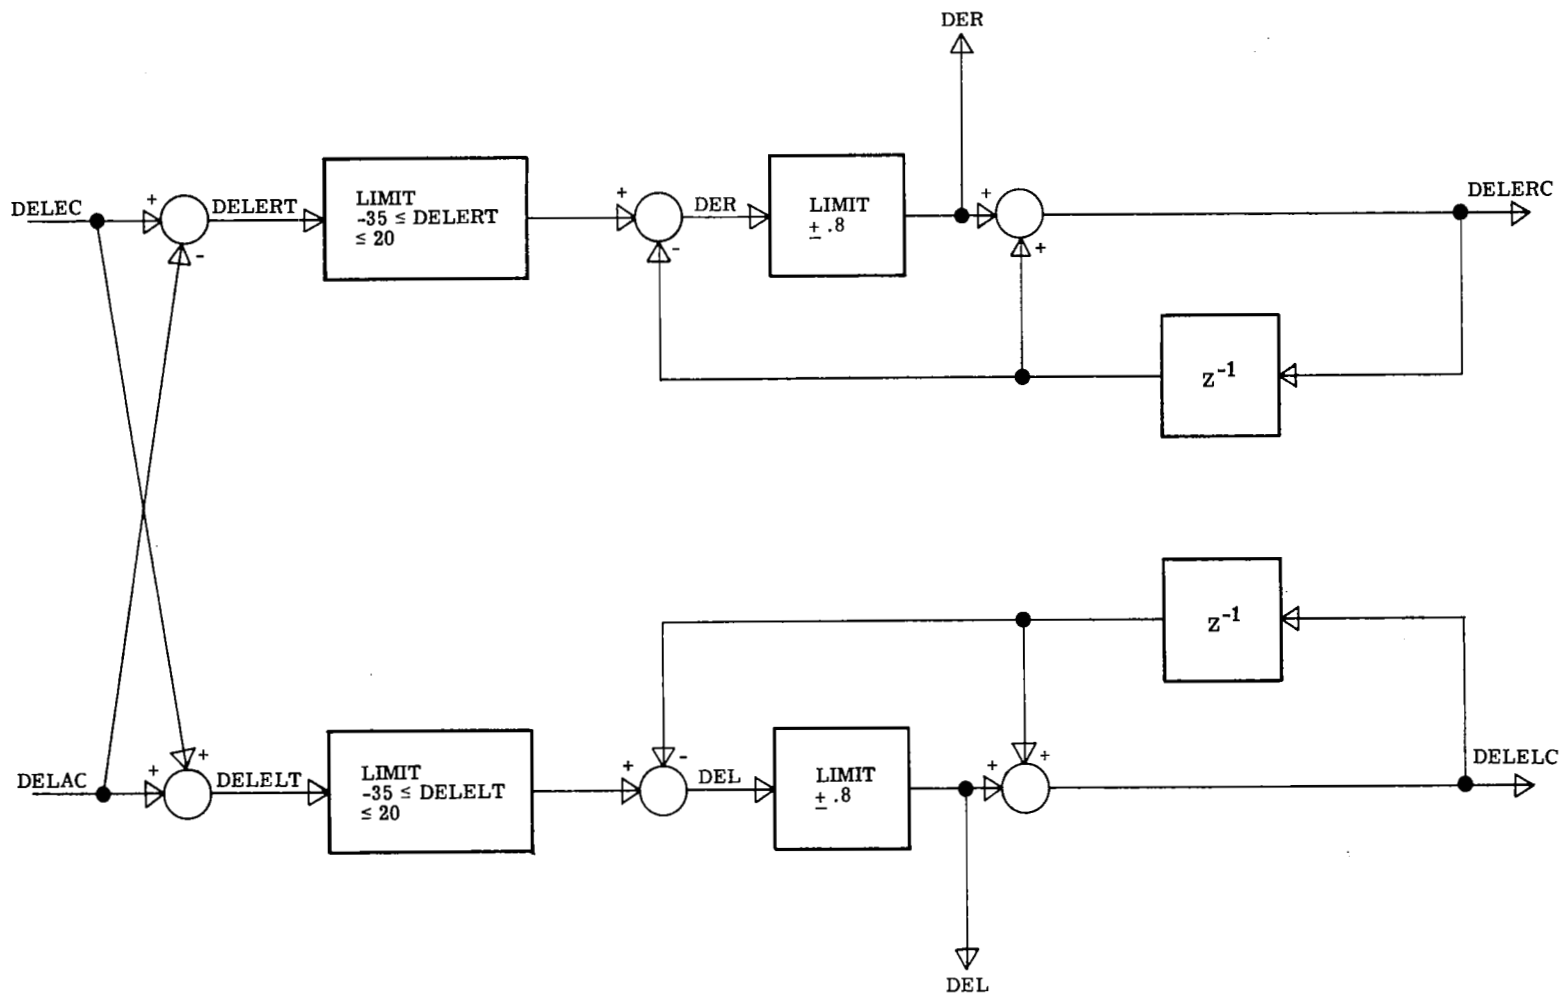 DER
DELEC
+
-
DELERT
LIMIT
-35 ≤ DELERT
≤ 20
+
-
DER
LIMIT
± .8
+
+
DELERC
z⁻¹
z⁻¹
DELAC
+
+
DELELT
LIMIT
-35 ≤ DELELT
≤ 20
+
-
DEL
LIMIT
± .8
+
+
DELELC
DEL